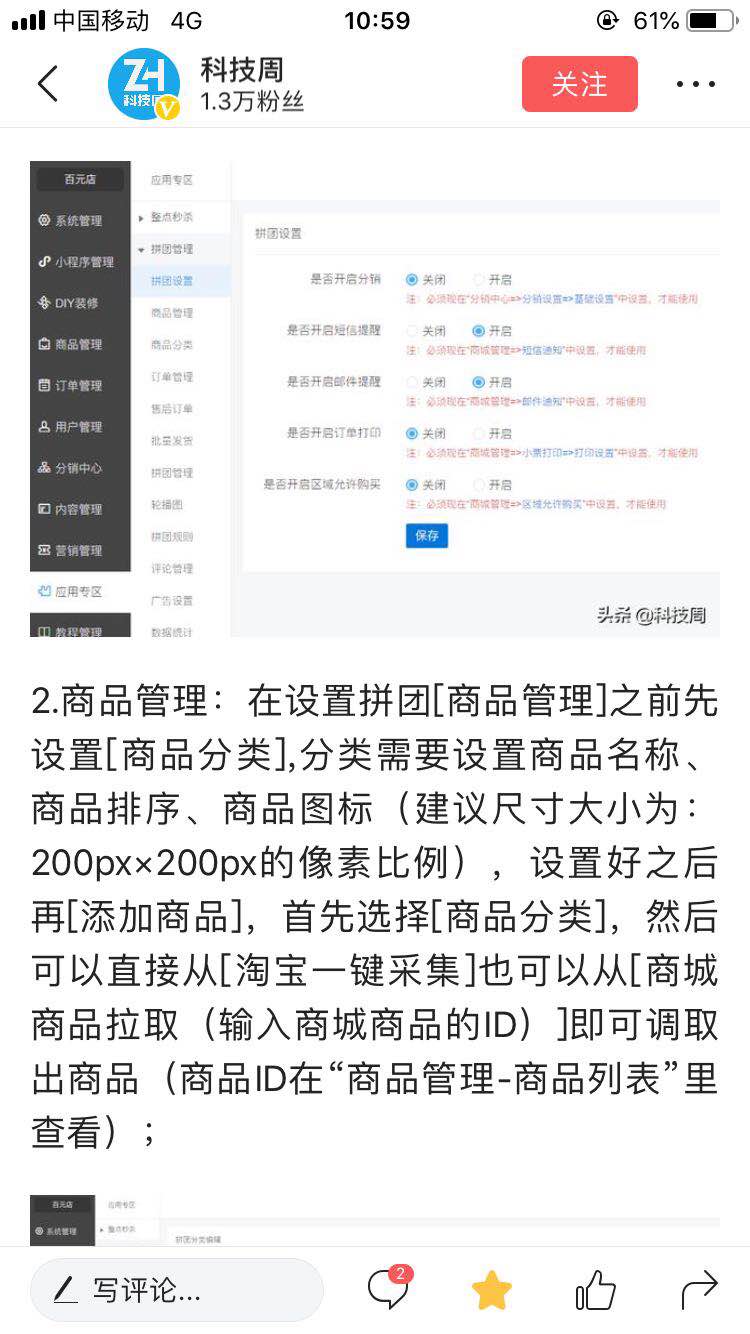 中国移动 4G 10:59 61%
ZH
科技周
V
科技周
1.3万粉丝
关注
百元店
系统管理
小程序管理
DIY装修
商品管理
订单管理
用户管理
分销中心
内容管理
营销管理
应用专区
教程管理
应用专区
整点秒杀
拼团管理
拼团设置
商品管理
商品分类
订单管理
售后订单
批量发货
拼团管理
轮播图
拼团规则
评论管理
广告设置
数据统计
拼团设置
是否开启分销 关闭 开启
注：必须现在“分销中心=>分销设置=>基础设置”中设置，才能使用
是否开启短信提醒 关闭 开启
注：必须现在“商城管理=>短信通知”中设置，才能使用
是否开启邮件提醒 关闭 开启
注：必须现在“商城管理=>邮件通知”中设置，才能使用
是否开启订单打印 关闭 开启
注：必须现在“商城管理=>小票打印=>打印设置”中设置，才能使用
是否开启区域允许购买 关闭 开启
注：必须现在“商城管理=>区域允许购买”中设置，才能使用
保存
头条 @科技周
2.商品管理：在设置拼团[商品管理]之前先
设置[商品分类],分类需要设置商品名称、
商品排序、商品图标（建议尺寸大小为：
200px×200px的像素比例），设置好之后
再[添加商品]，首先选择[商品分类]，然后
可以直接从[淘宝一键采集]也可以从[商城
商品拉取（输入商城商品的ID）]即可调取
出商品（商品ID在“商品管理-商品列表”里
查看）；
百元店
系统管理
应用专区
整点秒杀
拼团分类编辑
写评论...
2